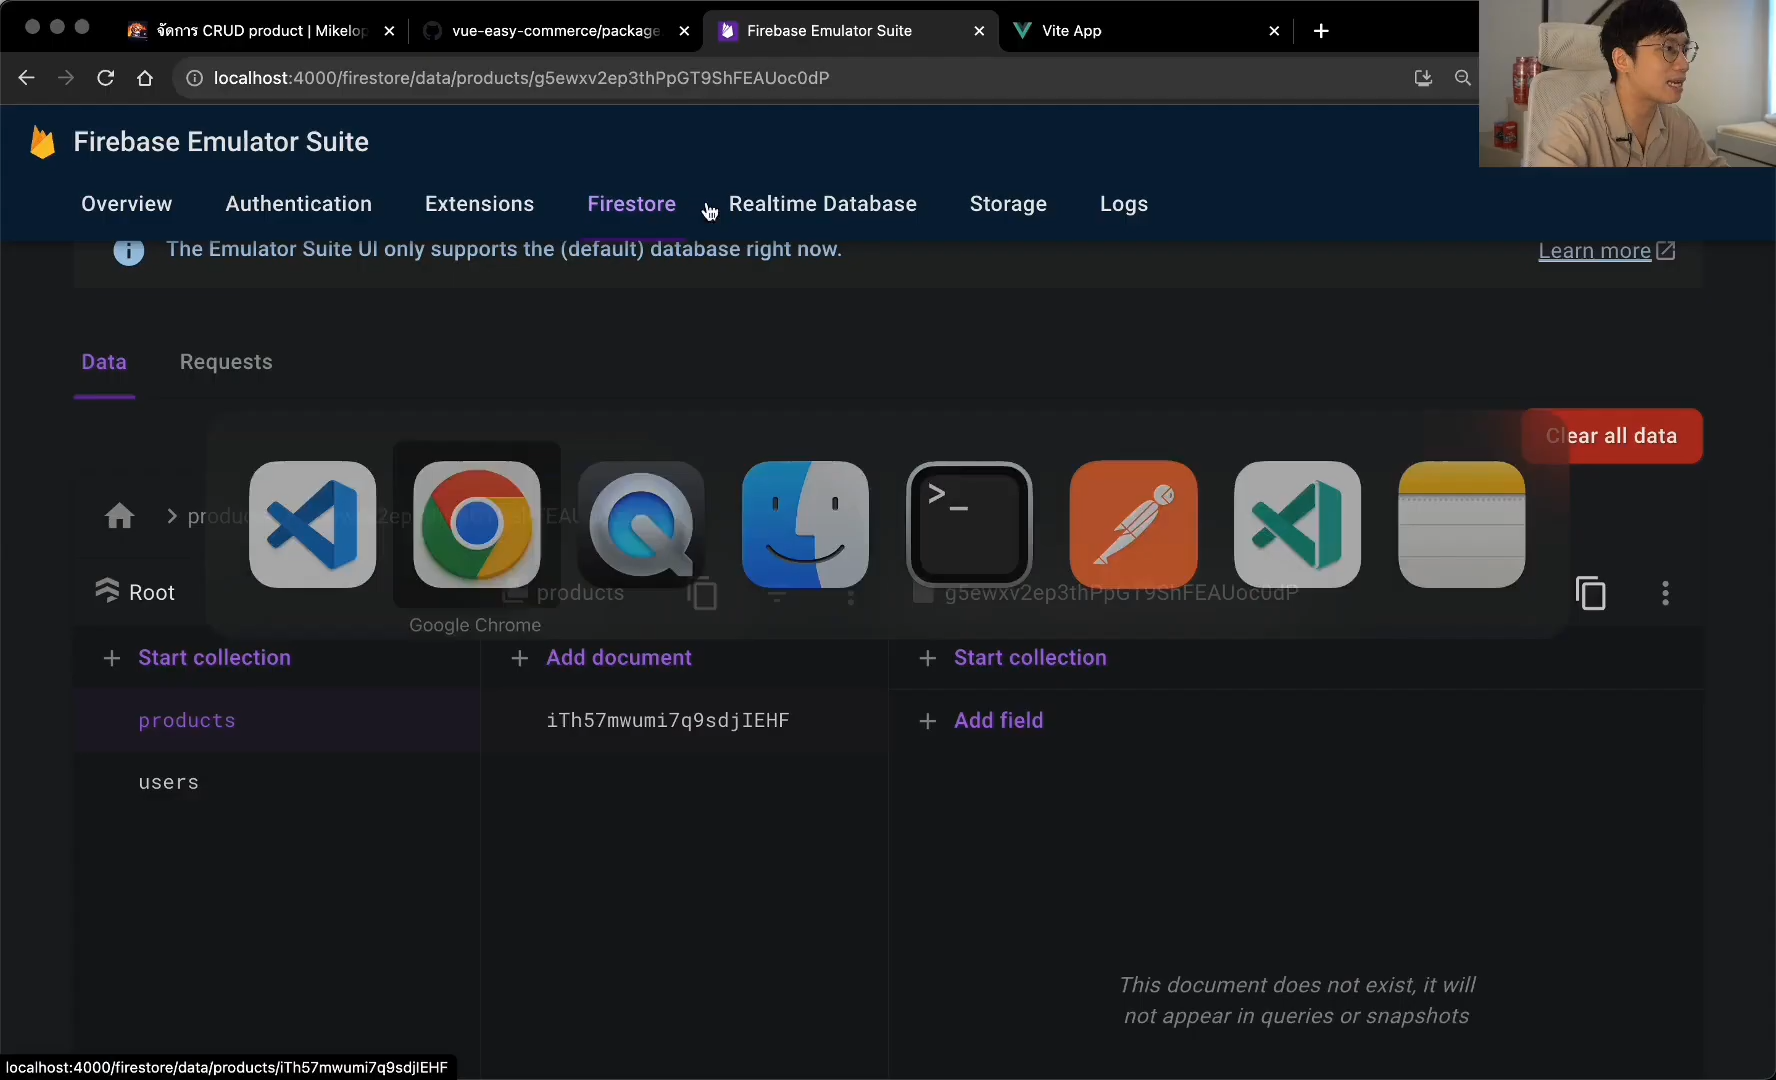 จัดการ CRUD product | Mikelop
vue-easy-commerce/package.
Firebase Emulator Suite
Vite App
localhost:4000/firestore/data/products/g5ewxv2ep3thPpGT9ShFEAUoc0dP
Firebase Emulator Suite
Overview
Authentication
Extensions
Firestore
Realtime Database
Storage
Logs
The Emulator Suite UI only supports the (default) database right now.
Learn more
Data
Requests
Clear all data
Root
products
g5ewxv2ep3thPpGT9ShFEAUoc0dP
Google Chrome
Start collection
Add document
Start collection
products
iTh57mwumi7q9sdjIEHF
Add field
users
This document does not exist, it will
not appear in queries or snapshots
localhost:4000/firestore/data/products/iTh57mwumi7q9sdjIEHF